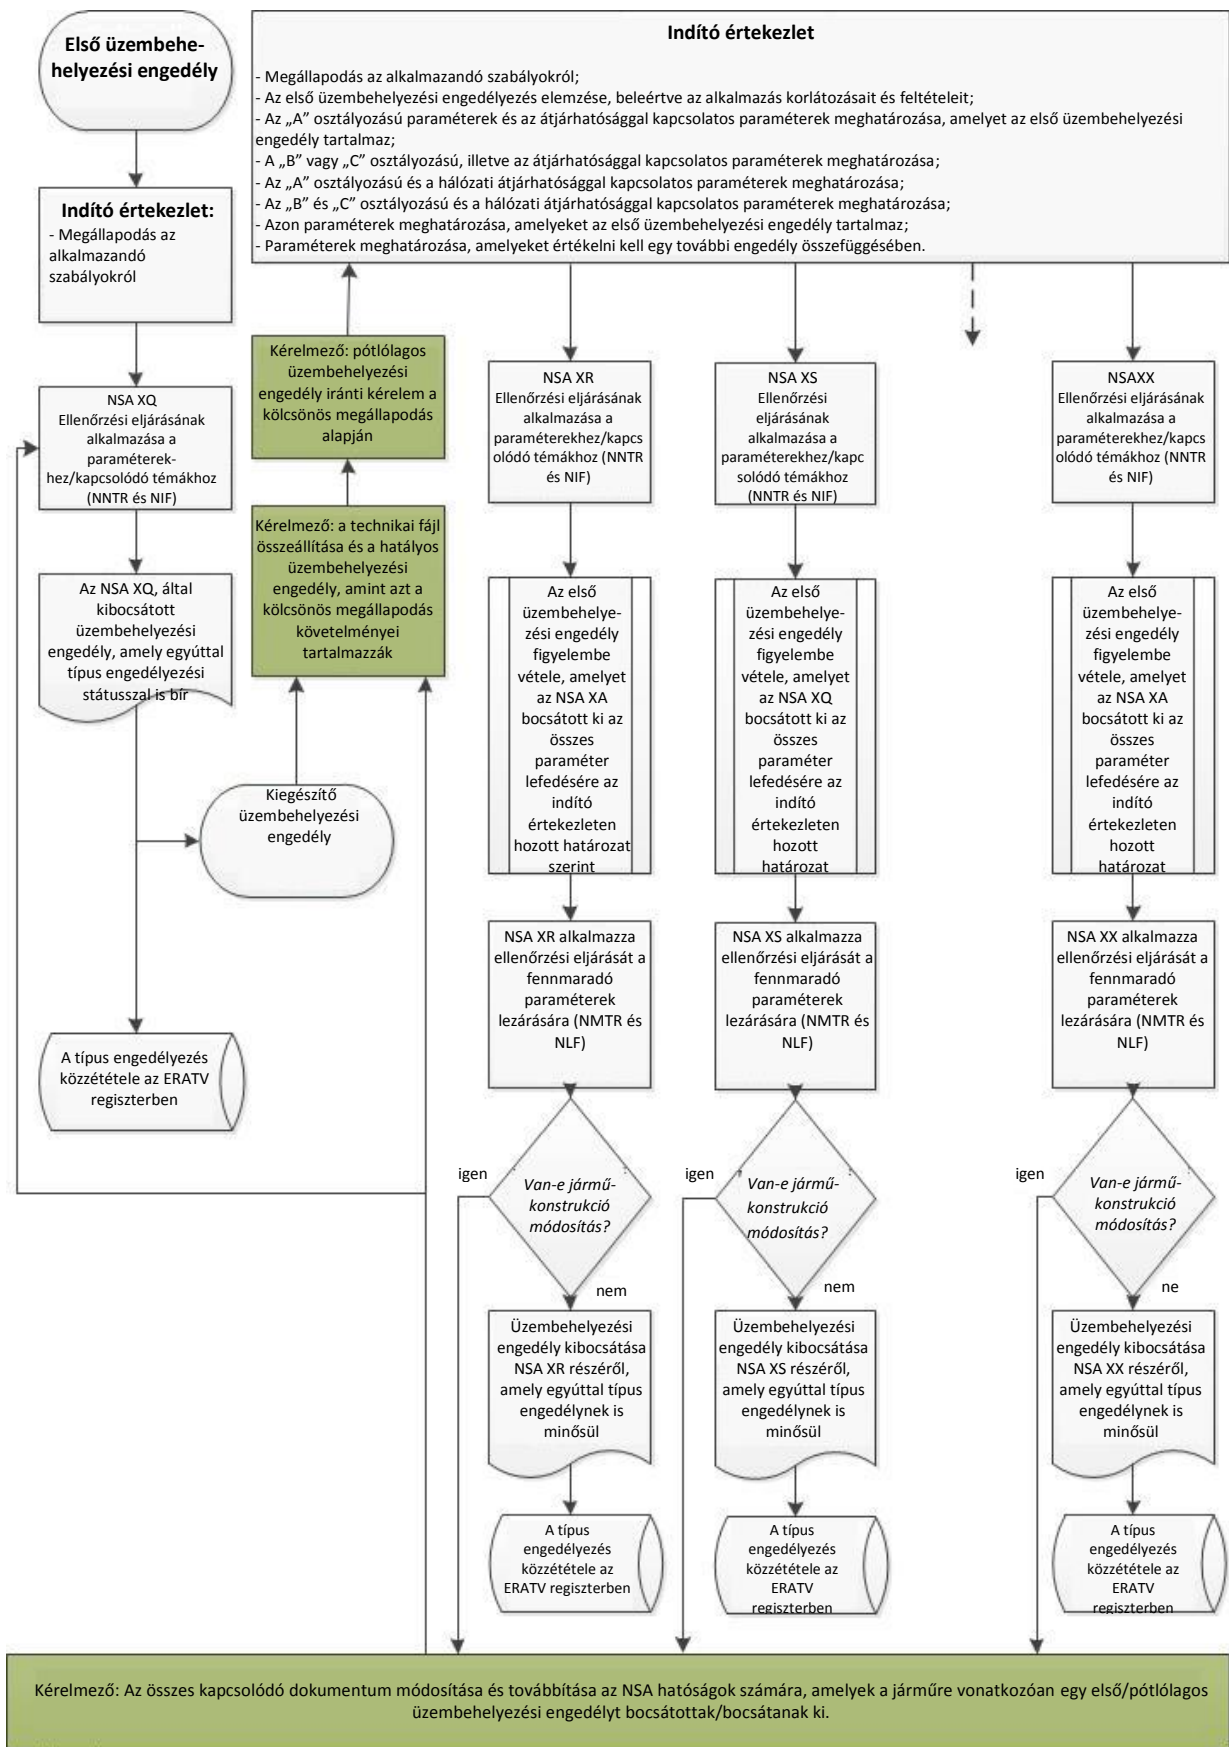 Első üzembehe-
helyezési engedély
Indító értekezlet:
- Megállapodás az
alkalmazandó
szabályokról
NSA XQ
Ellenőrzési eljárásának
alkalmazása a
paraméterek-
hez/kapcsolódó témákhoz
(NNTR és NIF)
Az NSA XQ, által
kibocsátott
üzembehelyezési
engedély, amely egyúttal
típus engedélyezési
státusszal is bír
Kiegészítő
üzembehelyezési
engedély
A típus engedélyezés
közzététele az ERATV
regiszterben
Kérelmező: a technikai fájl
összeállítása és a hatályos
üzembehelyezési
engedély, amint azt a
kölcsönös megállapodás
követelményei
tartalmazzák
Kérelmező: pótlólagos
üzembehelyezési
engedély iránti kérelem a
kölcsönös megállapodás
alapján
Indító értekezlet
- Megállapodás az alkalmazandó szabályokról;
- Az első üzembehelyezési engedélyezés elemzése, beleértve az alkalmazás korlátozásait és feltételeit;
- Az „A” osztályozású paraméterek és az átjárhatósággal kapcsolatos paraméterek meghatározása, amelyet az első üzembehelyezési
engedély tartalmaz;
- A „B” vagy „C” osztályozású, illetve az átjárhatósággal kapcsolatos paraméterek meghatározása;
- Az „A” osztályozású és a hálózati átjárhatósággal kapcsolatos paraméterek meghatározása;
- Az „B” és „C” osztályozású és a hálózati átjárhatósággal kapcsolatos paraméterek meghatározása;
- Azon paraméterek meghatározása, amelyeket az első üzembehelyezési engedély tartalmaz;
- Paraméterek meghatározása, amelyeket értékelni kell egy további engedély összefüggésében.
NSA XR
Ellenőrzési eljárásának
alkalmazása a
paraméterekhez/kapcs
olódó témákhoz (NNTR
és NIF)
Az első
üzembehelye-
zési engedély
figyelembe
vétele, amelyet
az NSA XA
bocsátott ki az
összes
paraméter
lefedésére az
indító
értekezleten
hozott határozat
szerint
NSA XR alkalmazza
ellenőrzési eljárását a
fennmaradó
paraméterek
lezárására (NMTR és
NLF)
igen
Van-e jármű-
konstrukció
módosítás?
nem
Üzembehelyezési
engedély kibocsátása
NSA XR részéről,
amely egyúttal típus
engedélynek is
minősül
A típus
engedélyezés
közzététele az
ERATV regiszterben
NSA XS
Ellenőrzési
eljárásának
alkalmazása a
paraméterekhez/kapc
solódó témákhoz
(NNTR és NIF)
Az első
üzembehelye-
zési engedély
figyelembe
vétele, amelyet
az NSA XQ
bocsátott ki az
összes
paraméter
lefedésére az
indító
értekezleten
hozott
határozat
NSA XS alkalmazza
ellenőrzési eljárását a
fennmaradó
paraméterek
lezárására (NMTR és
NLF)
igen
Van-e jármű-
konstrukció
módosítás?
nem
Üzembehelyezési
engedély kibocsátása
NSA XS részéről,
amely egyúttal típus
engedélynek is
minősül
A típus
engedélyezés
közzététele az
ERATV
regiszterben
NSAXX
Ellenőrzési eljárásának
alkalmazása a
paraméterekhez/kapcs
olódó témákhoz (NNTR
és NIF)
Az első
üzembehelye-
zési engedély
figyelembe
vétele, amelyet
az NSA XA
bocsátott ki az
összes
paraméter
lefedésére az
indító
értekezleten
hozott
határozat
NSA XX alkalmazza
ellenőrzési eljárását a
fennmaradó
paraméterek
lezárására (NMTR és
NLF)
igen
Van-e jármű-
konstrukció
módosítás?
ne
Üzembehelyezési
engedély kibocsátása
NSA XX részéről,
amely egyúttal típus
engedélynek is
minősül
A típus
engedélyezés
közzététele az
ERATV
regiszterben
Kérelmező: Az összes kapcsolódó dokumentum módosítása és továbbítása az NSA hatóságok számára, amelyek a járműre vonatkozóan egy első/pótlólagos
üzembehelyezési engedélyt bocsátottak/bocsátanak ki.